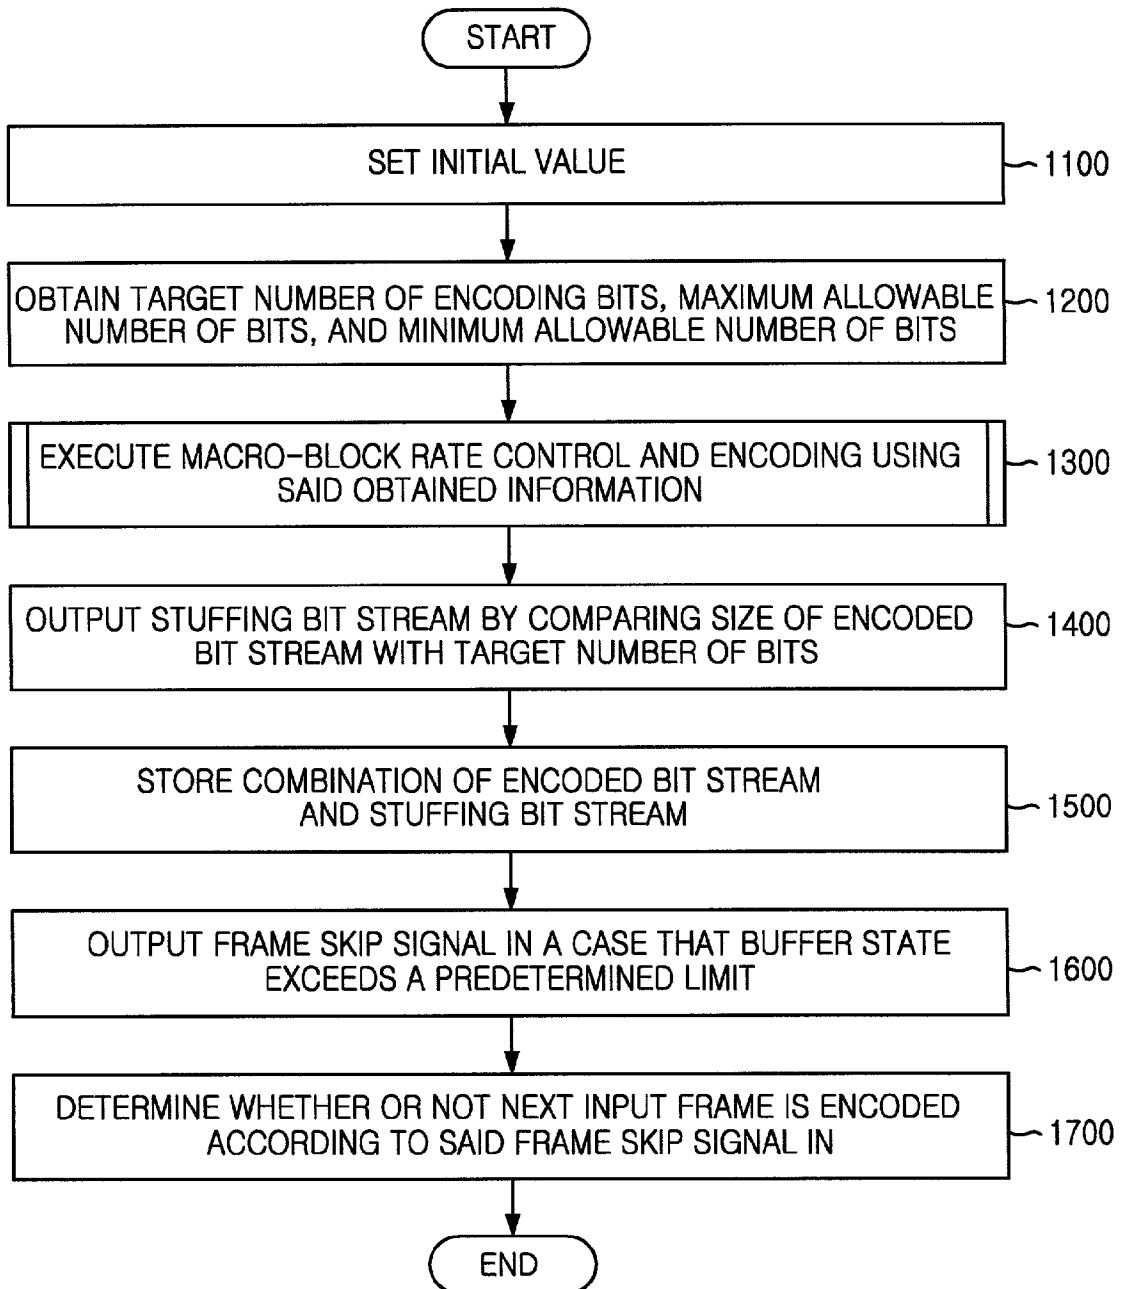 START
SET INITIAL VALUE
1100
OBTAIN TARGET NUMBER OF ENCODING BITS, MAXIMUM ALLOWABLE
NUMBER OF BITS, AND MINIMUM ALLOWABLE NUMBER OF BITS
1200
EXECUTE MACRO-BLOCK RATE CONTROL AND ENCODING USING
SAID OBTAINED INFORMATION
1300
OUTPUT STUFFING BIT STREAM BY COMPARING SIZE OF ENCODED
BIT STREAM WITH TARGET NUMBER OF BITS
1400
STORE COMBINATION OF ENCODED BIT STREAM
AND STUFFING BIT STREAM
1500
OUTPUT FRAME SKIP SIGNAL IN A CASE THAT BUFFER STATE
EXCEEDS A PREDETERMINED LIMIT
1600
DETERMINE WHETHER OR NOT NEXT INPUT FRAME IS ENCODED
ACCORDING TO SAID FRAME SKIP SIGNAL IN
1700
END